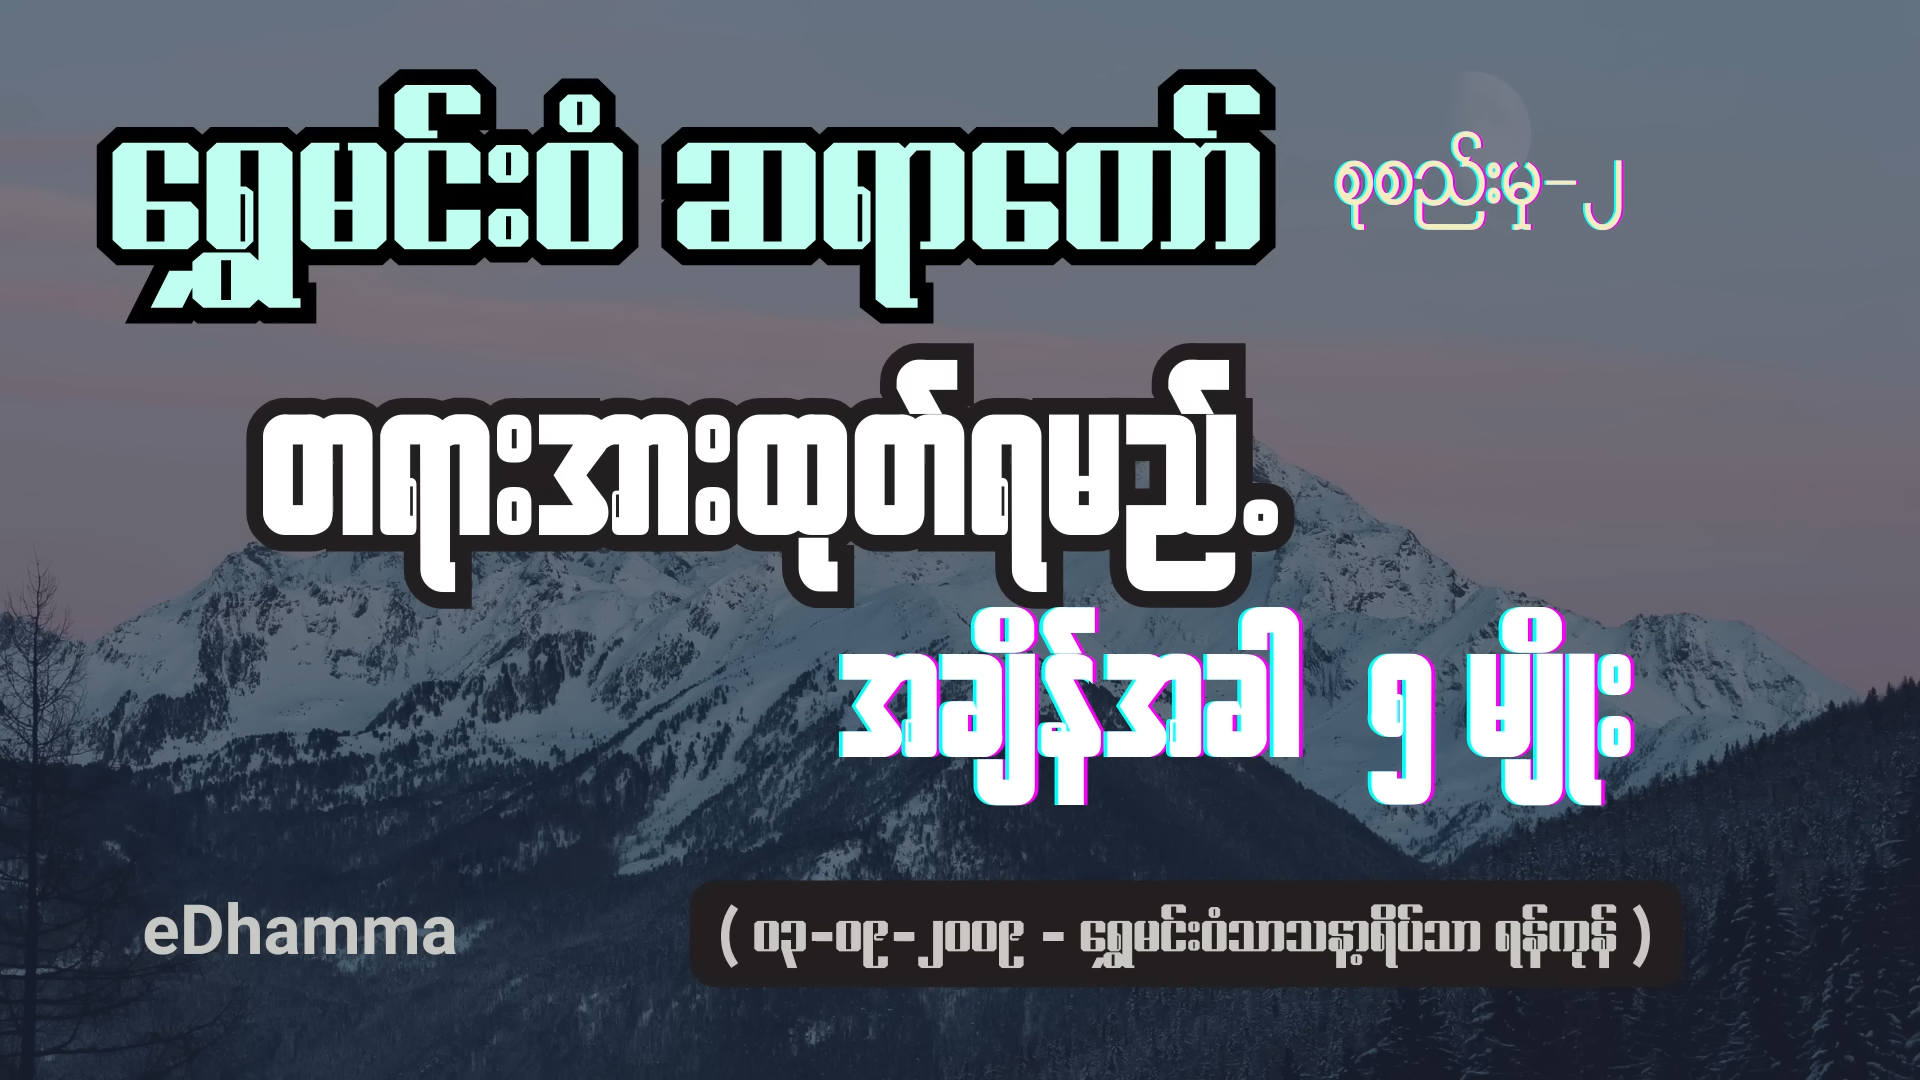 ရွှေမင်းဝံ ဆရာတော် စုစည်းမှု-၂
တရားအားထုတ်ရမည့်
အချိန်အခါ ၅ မျိုး
eDhamma
( ၀၃-၀၉-၂၀၀၉ - ရွှေမင်းဝံသာသနာ့ရိပ်သာ ရန်ကုန် )